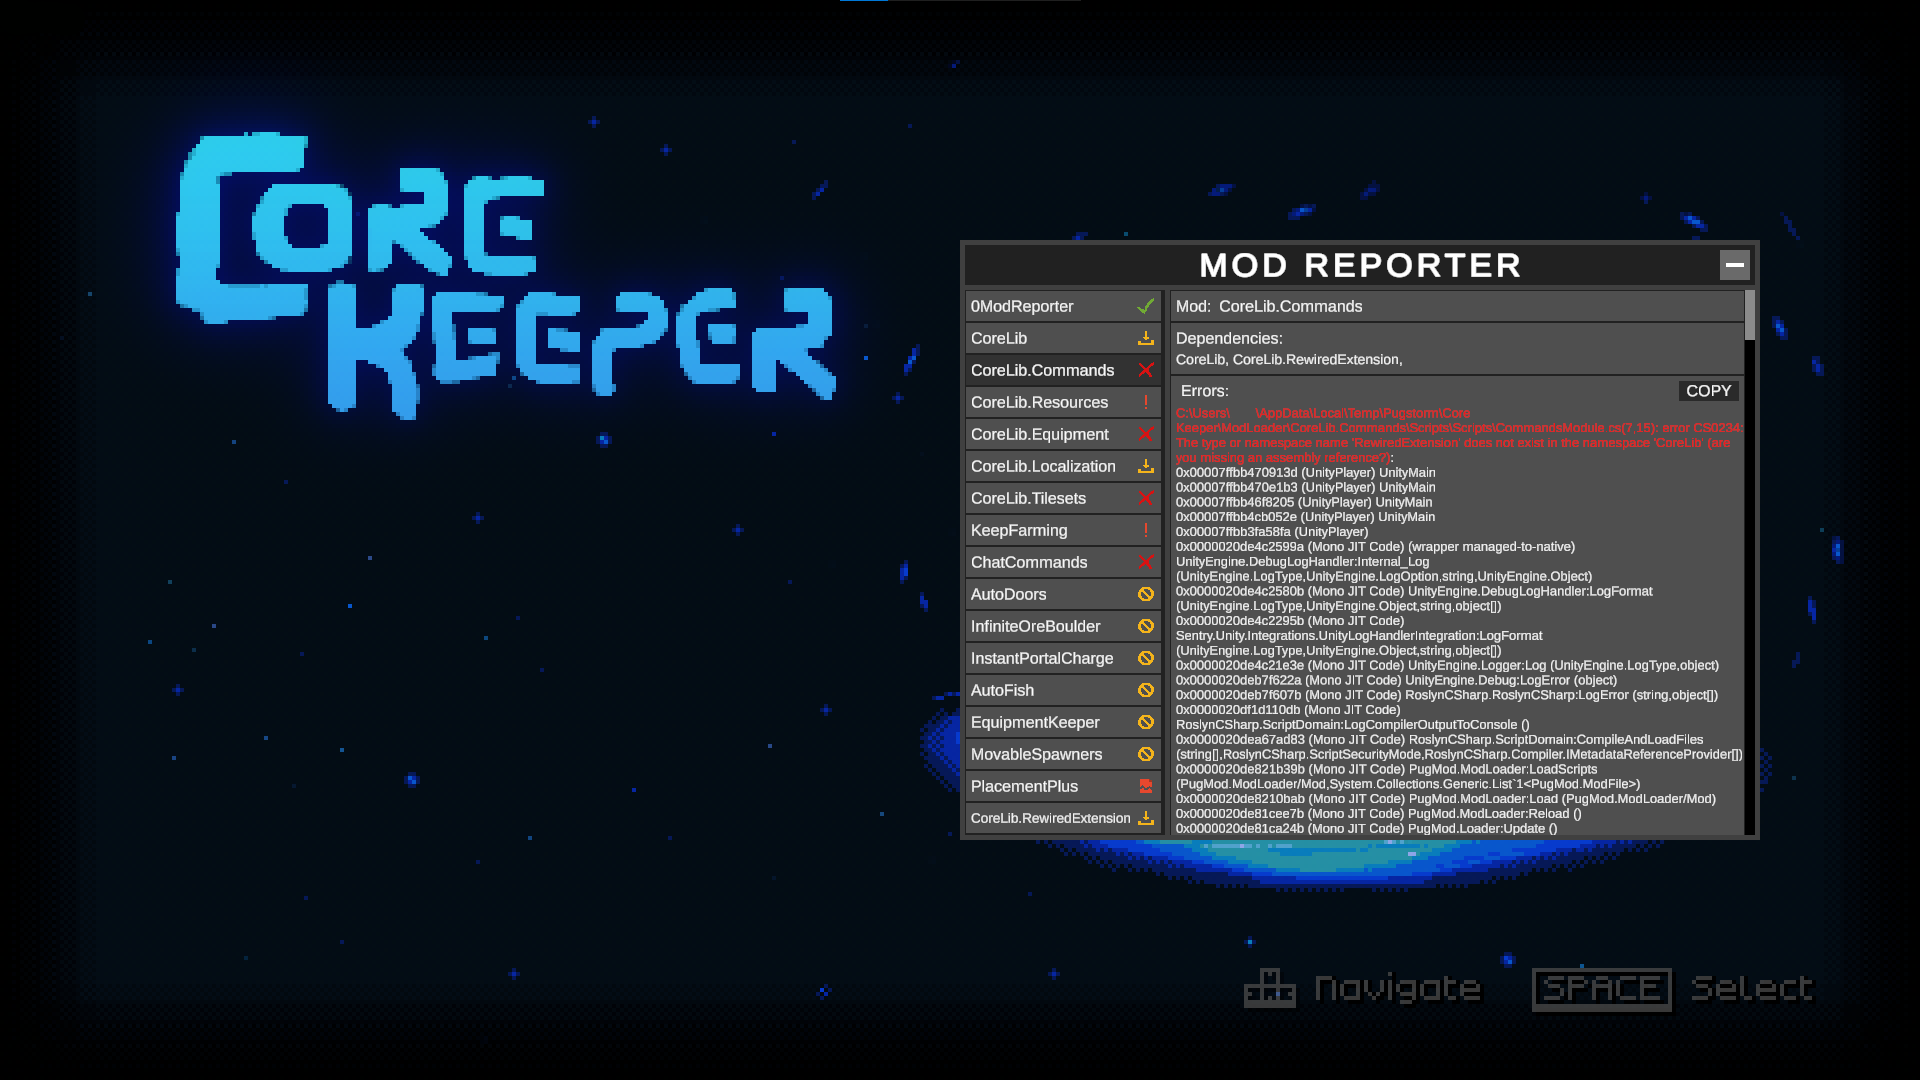 CORE
KEEPER
MOD REPORTER
0ModReporter
CoreLib
CoreLib.Commands
CoreLib.Resources
CoreLib.Equipment
CoreLib.Localization
CoreLib.Tilesets
KeepFarming
ChatCommands
AutoDoors
InfiniteOreBoulder
InstantPortalCharge
AutoFish
EquipmentKeeper
MovableSpawners
PlacementPlus
CoreLib.RewiredExtension
Mod: CoreLib.Commands
Dependencies:
CoreLib, CoreLib.RewiredExtension,
Errors:
COPY
C:\Users\ \AppData\Local\Temp\Pugstorm\Core
Keeper\ModLoader\CoreLib.Commands\Scripts\Scripts\CommandsModule.cs(7,15): error CS0234:
The type or namespace name 'RewiredExtension' does not exist in the namespace 'CoreLib' (are
you missing an assembly reference?):
0x00007ffbb470913d (UnityPlayer) UnityMain
0x00007ffbb470e1b3 (UnityPlayer) UnityMain
0x00007ffbb46f8205 (UnityPlayer) UnityMain
0x00007ffbb4cb052e (UnityPlayer) UnityMain
0x00007ffbb3fa58fa (UnityPlayer)
0x0000020de4c2599a (Mono JIT Code) (wrapper managed-to-native)
UnityEngine.DebugLogHandler:Internal_Log
(UnityEngine.LogType,UnityEngine.LogOption,string,UnityEngine.Object)
0x0000020de4c2580b (Mono JIT Code) UnityEngine.DebugLogHandler:LogFormat
(UnityEngine.LogType,UnityEngine.Object,string,object[])
0x0000020de4c2295b (Mono JIT Code)
Sentry.Unity.Integrations.UnityLogHandlerIntegration:LogFormat
(UnityEngine.LogType,UnityEngine.Object,string,object[])
0x0000020de4c21e3e (Mono JIT Code) UnityEngine.Logger:Log (UnityEngine.LogType,object)
0x0000020deb7f622a (Mono JIT Code) UnityEngine.Debug:LogError (object)
0x0000020deb7f607b (Mono JIT Code) RoslynCSharp.RoslynCSharp:LogError (string,object[])
0x0000020df1d110db (Mono JIT Code)
RoslynCSharp.ScriptDomain:LogCompilerOutputToConsole ()
0x0000020dea67ad83 (Mono JIT Code) RoslynCSharp.ScriptDomain:CompileAndLoadFiles
(string[],RoslynCSharp.ScriptSecurityMode,RoslynCSharp.Compiler.IMetadataReferenceProvider[])
0x0000020de821b39b (Mono JIT Code) PugMod.ModLoader:LoadScripts
(PugMod.ModLoader/Mod,System.Collections.Generic.List`1<PugMod.ModFile>)
0x0000020de8210bab (Mono JIT Code) PugMod.ModLoader:Load (PugMod.ModLoader/Mod)
0x0000020de81cee7b (Mono JIT Code) PugMod.ModLoader:Reload ()
0x0000020de81ca24b (Mono JIT Code) PugMod.Loader:Update ()
Navigate
SPACE Select